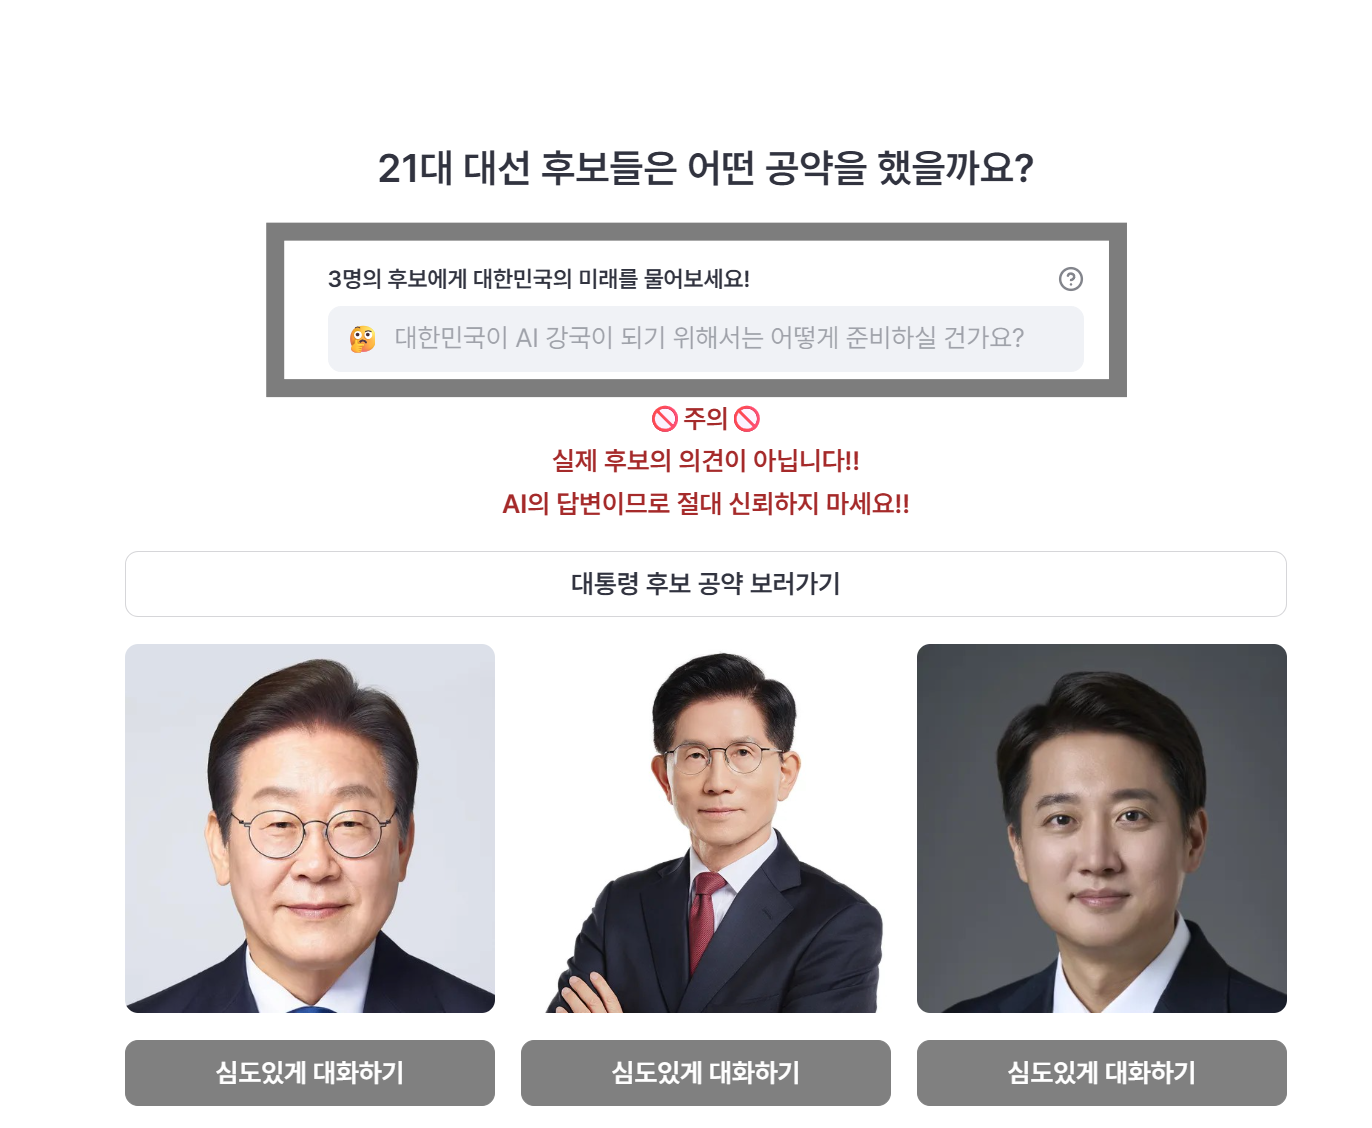 21대 대선 후보들은 어떤 공약을 했을까요?
3명의 후보에게 대한민국의 미래를 물어보세요!
🤔 대한민국이 AI 강국이 되기 위해서는 어떻게 준비하실 건가요?
🚫 주의 🚫
실제 후보의 의견이 아닙니다!!
AI의 답변이므로 절대 신뢰하지 마세요!!
대통령 후보 공약 보러가기
심도있게 대화하기
심도있게 대화하기
심도있게 대화하기